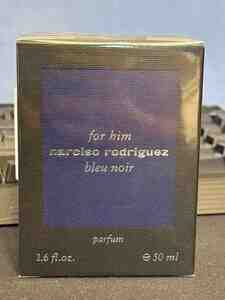 for him
narciso rodriguez
bleu noir
parfum
1.6 fl.oz. ℮ 50 ml